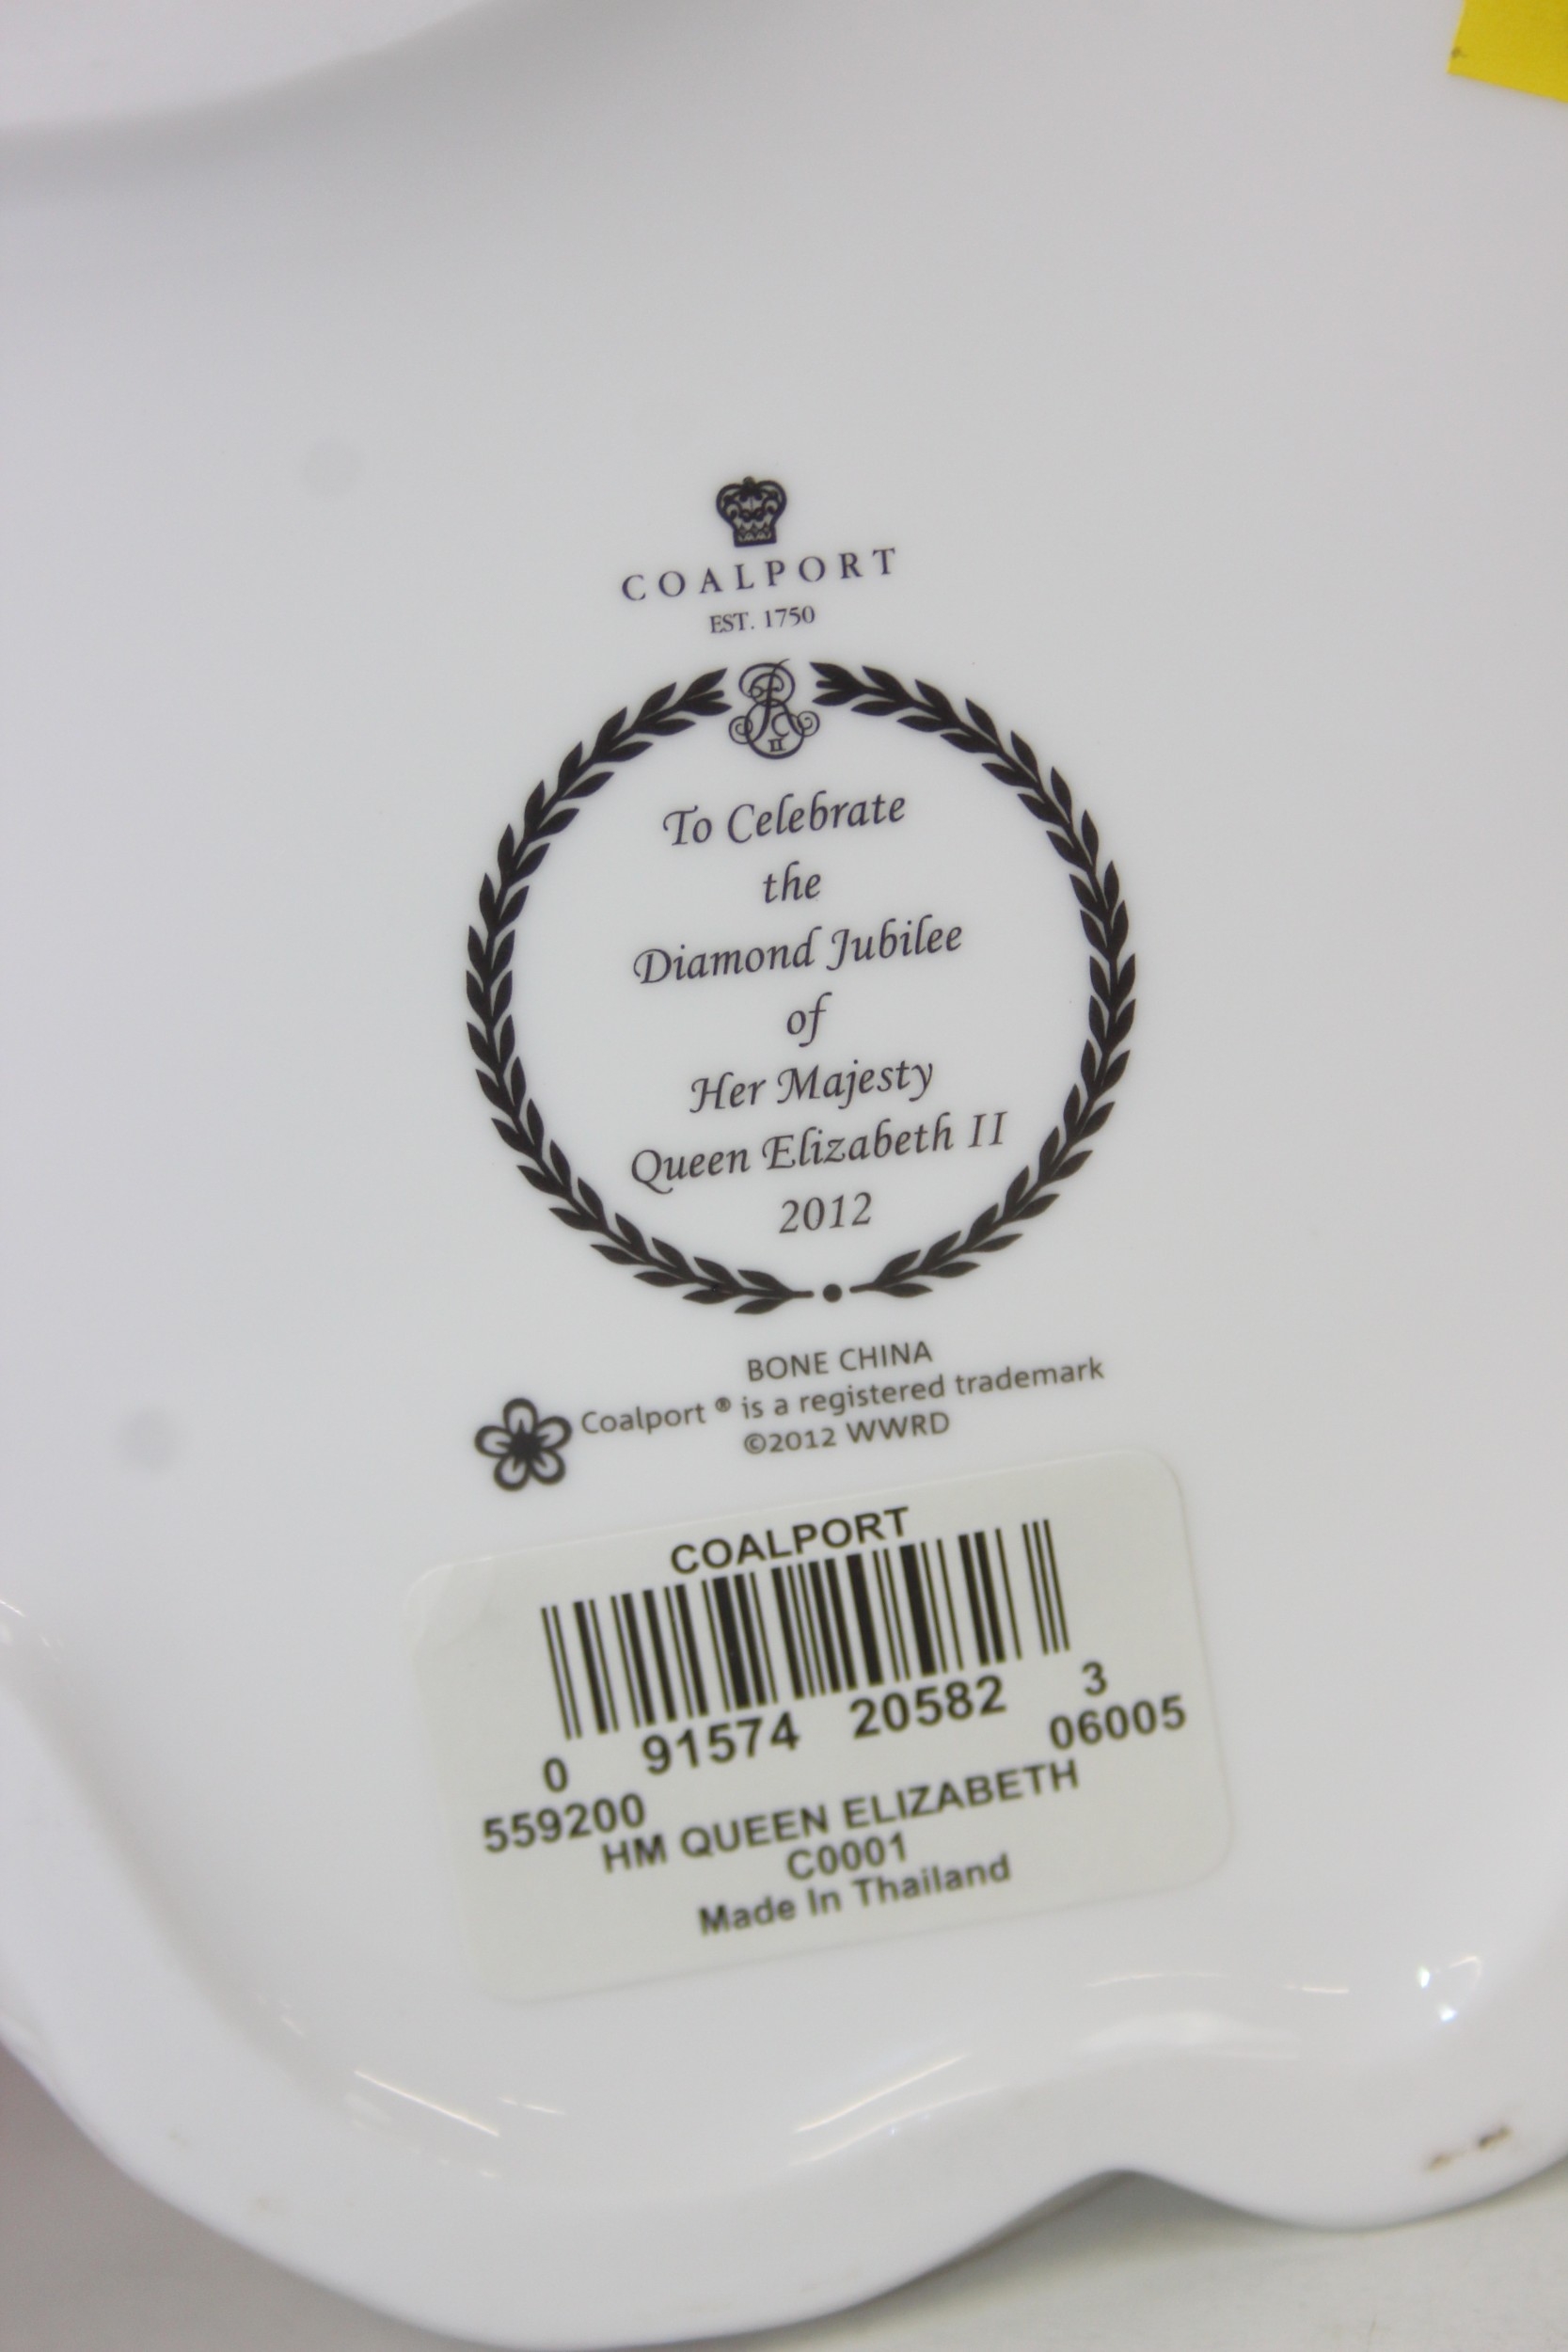 COALPORT
EST. 1750
To Celebrate
the
Diamond Jubilee
of
Her Majesty
Queen Elizabeth II
2012
BONE CHINA
Coalport ® is a registered trademark
©2012 WWRD
COALPORT
0 91574 20582 3
559200 06005
HM QUEEN ELIZABETH
C0001
Made In Thailand